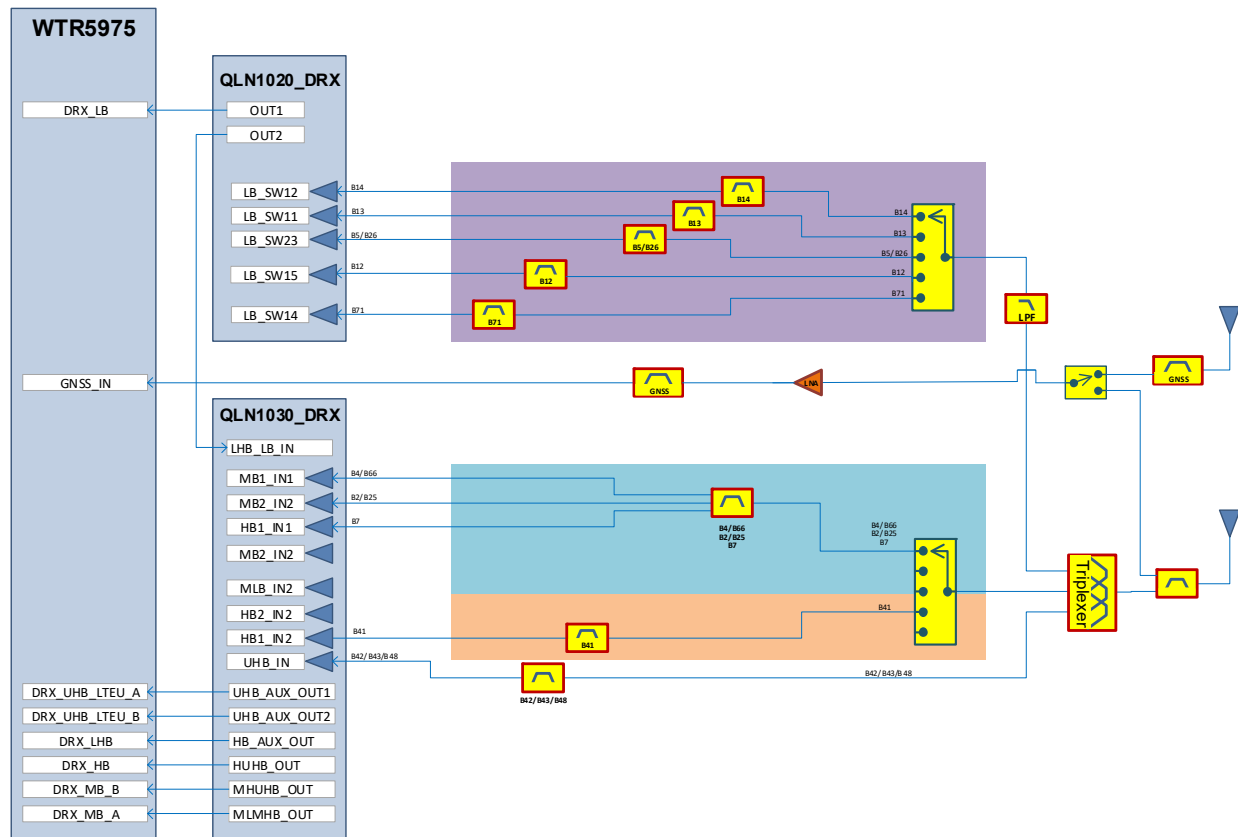 WTR5975
QLN1020_DRX
DRX_LB
OUT1
OUT2
LB_SW12
B14
B14
B14
LB_SW11
B13
B13
B13
LB_SW23
B5/B26
B5/B26
B5/B26
LB_SW15
B12
B12
B12
LB_SW14
B71
B71
B71
LPF
GNSS_IN
GNSS
LNA
GNSS
QLN1030_DRX
LHB_LB_IN
MB1_IN1
B4/B66
MB2_IN2
B2/B25
HB1_IN1
B7
B4/B66
B2/B25
B7
B4/B66
B2/B25
B7
MB2_IN2
MLB_IN2
HB2_IN2
HB1_IN2
B41
B41
B41
Triplexer
UHB_IN
B42/B43/B48
B42/B43/B48
B42/B43/B48
DRX_UHB_LTEU_A
UHB_AUX_OUT1
DRX_UHB_LTEU_B
UHB_AUX_OUT2
DRX_LHB
HB_AUX_OUT
DRX_HB
HUHB_OUT
DRX_MB_B
MHUHB_OUT
DRX_MB_A
MLMHB_OUT